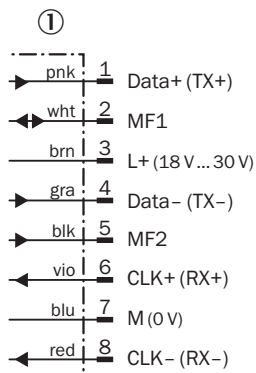 ①
pnk 1 Data+ (TX+)
wht 2 MF1
brn 3 L+ (18 V... 30 V)
gra 4 Data– (TX–)
blk 5 MF2
vio 6 CLK+ (RX+)
blu 7 M (0 V)
red 8 CLK– (RX–)